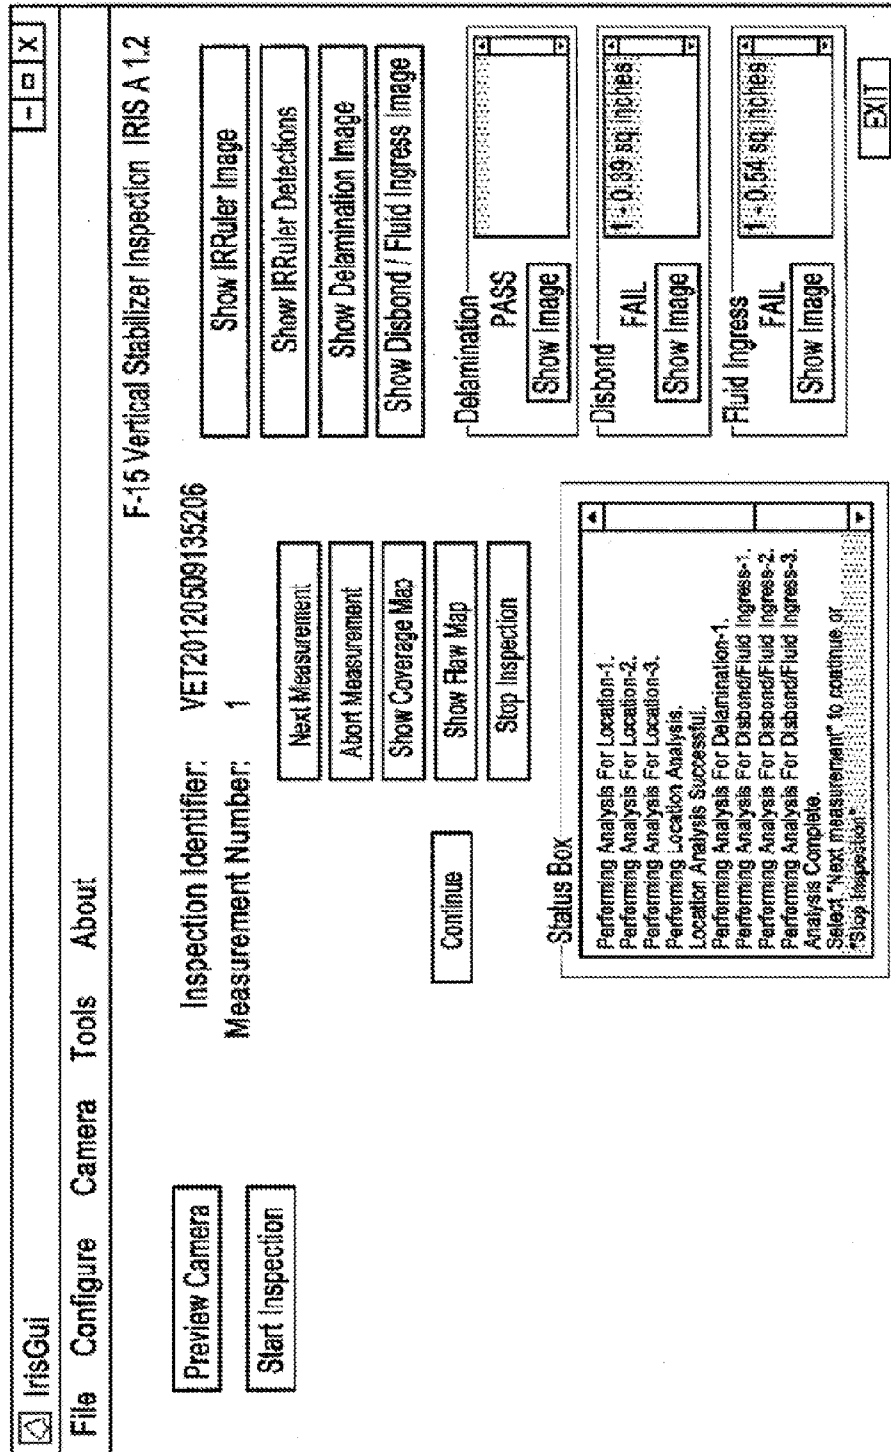 IrisGui
File Configure Camera Tools About
F-15 Vertical Stabilizer Inspection IRIS A 1.2
Preview Camera
Start Inspection
Inspection Identifier: VET20120509135206
Measurement Number: 1
Continue
Next Measurement
Abort Measurement
Show Coverage Map
Show Flaw Map
Stop Inspection
Show IRRuler Image
Show IRRuler Detections
Show Delamination Image
Show Disbond / Fluid Ingress Image
Status Box
Performing Analysis For Location-1.
Performing Analysis For Location-2.
Performing Analysis For Location-3.
Performing Location Analysis.
Location Analysis Successful.
Performing Analysis For Delamination-1.
Performing Analysis For Disbond/Fluid Ingress-1.
Performing Analysis For Disbond/Fluid Ingress-2.
Performing Analysis For Disbond/Fluid Ingress-3.
Analysis Complete.
Select "Next measurement" to continue or
"Stop Inspection"
Delamination
PASS
Show Image
Disbond
FAIL
Show Image
1 - 0.89 sq inches
Fluid Ingress
FAIL
Show Image
1 - 0.54 sq inches
EXIT